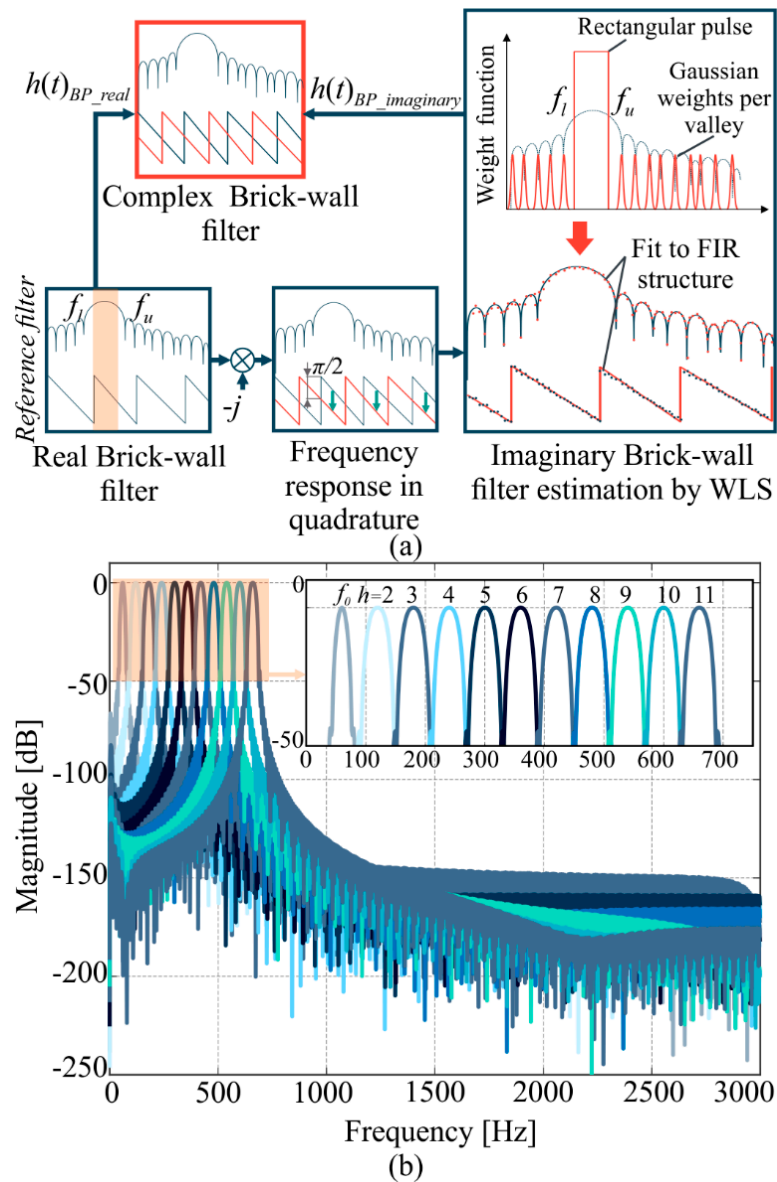 h(t)BP_real
h(t)BP_imaginary
Complex Brick-wall
filter
Rectangular pulse
Gaussian
weights per
valley
fl
fu
Weight function
Fit to FIR
structure
Reference filter
fl
fu
-j
π/2
Real Brick-wall
filter
Frequency
response in
quadrature
Imaginary Brick-wall
filter estimation by WLS
(a)
0
-50
-100
-150
-200
-250
Magnitude [dB]
0
-50
f0 h=2 3 4 5 6 7 8 9 10 11
0 100 200 300 400 500 600 700
0 500 1000 1500 2000 2500 3000
Frequency [Hz]
(b)